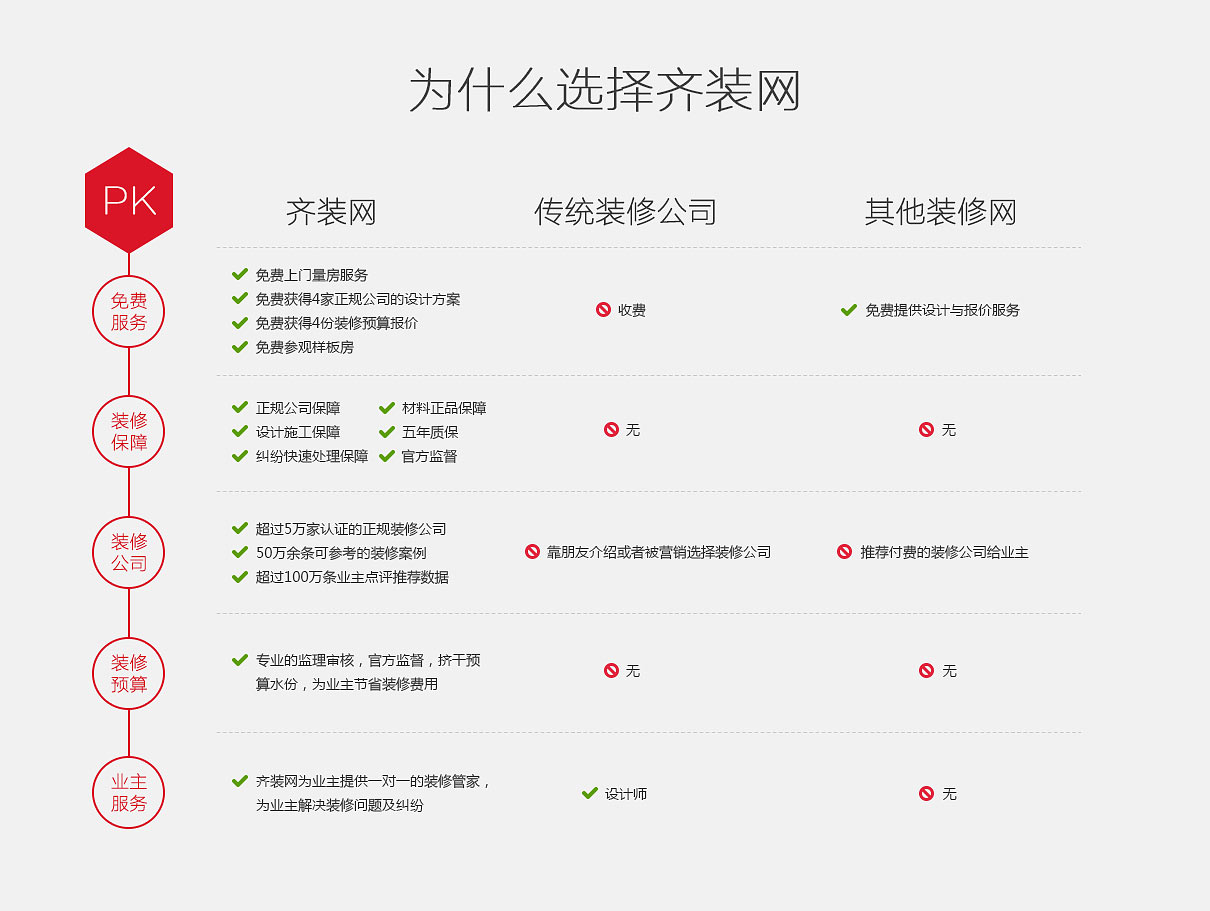 为什么选择齐装网
PK
齐装网
传统装修公司
其他装修网
免费
服务
免费上门量房服务
免费获得4家正规公司的设计方案
免费获得4份装修预算报价
免费参观样板房
收费
免费提供设计与报价服务
装修
保障
正规公司保障
材料正品保障
设计施工保障
五年质保
纠纷快速处理保障
官方监督
无
无
装修
公司
超过5万家认证的正规装修公司
50万余条可参考的装修案例
超过100万条业主点评推荐数据
靠朋友介绍或者被营销选择装修公司
推荐付费的装修公司给业主
装修
预算
专业的监理审核，官方监督，挤干预
算水份，为业主节省装修费用
无
无
业主
服务
齐装网为业主提供一对一的装修管家，
为业主解决装修问题及纠纷
设计师
无